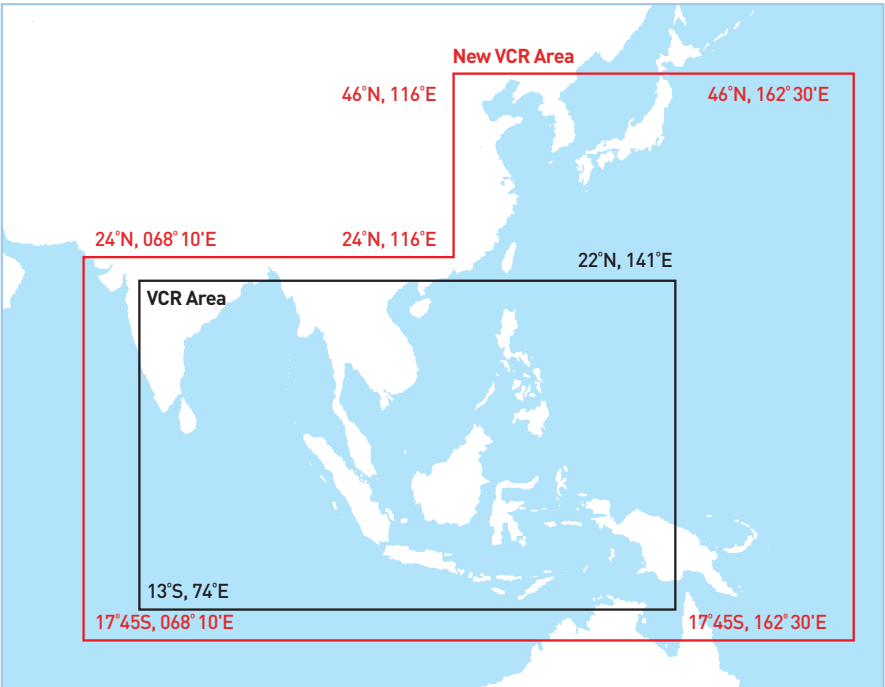 New VCR Area
46°N, 116°E
46°N, 162°30'E
24°N, 068°10'E
24°N, 116°E
22°N, 141°E
VCR Area
13°S, 74°E
17°45S, 068°10'E
17°45S, 162°30'E